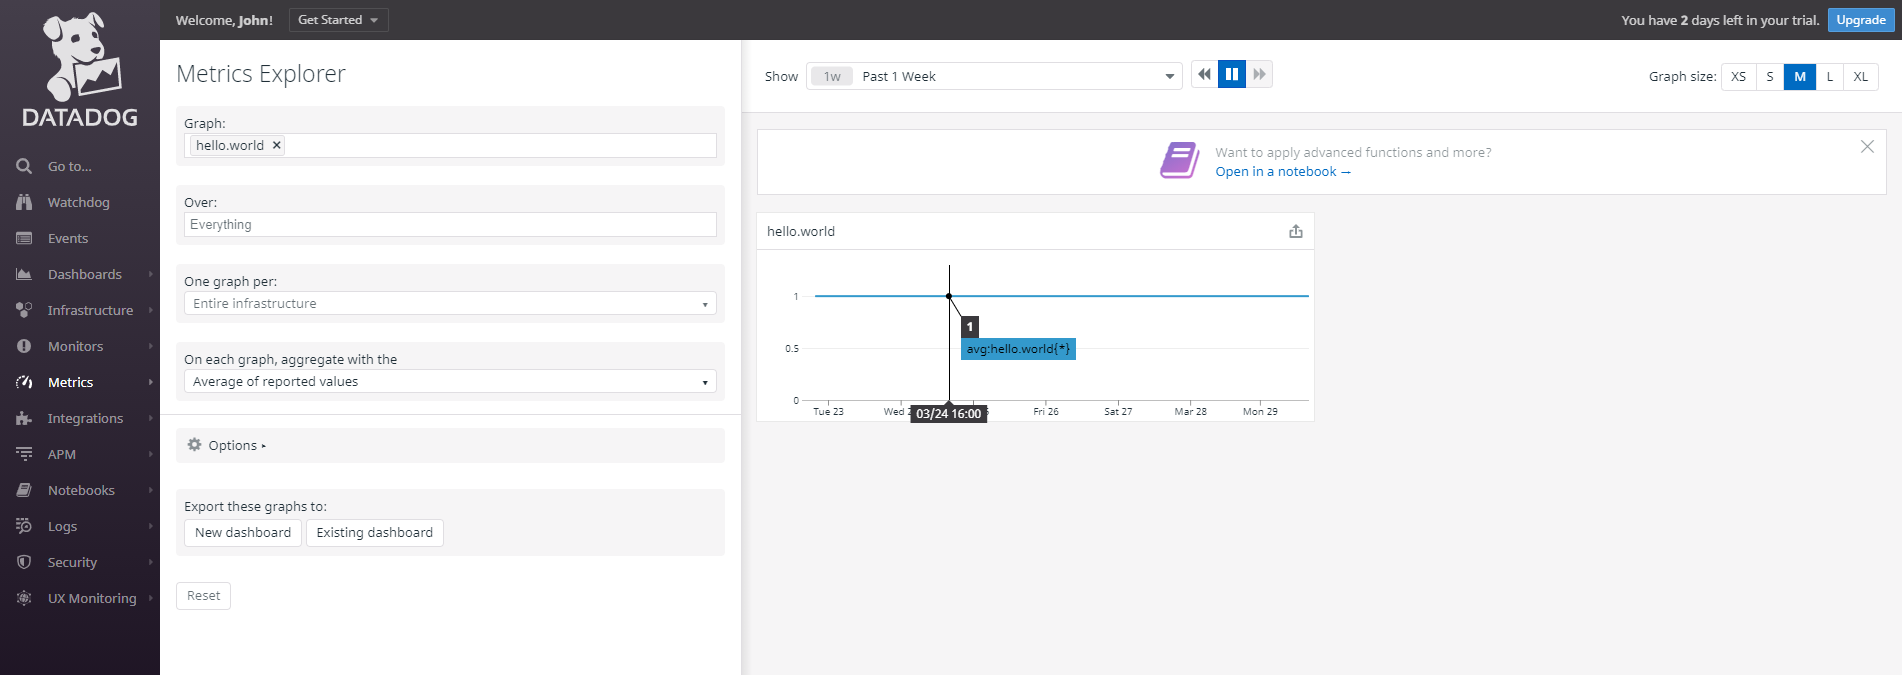 DATADOG
Go to...
Watchdog
Events
Dashboards
Infrastructure
Monitors
Metrics
Integrations
APM
Notebooks
Logs
Security
UX Monitoring
Welcome, John!
Get Started
You have 2 days left in your trial.
Upgrade
Metrics Explorer
Graph:
hello.world ×
Over:
Everything
One graph per:
Entire infrastructure
On each graph, aggregate with the
Average of reported values
Options
Export these graphs to:
New dashboard Existing dashboard
Reset
Show 1w Past 1 Week
Graph size: XS S M L XL
Want to apply advanced functions and more?
Open in a notebook →
hello.world
1
1
0.5
avg:hello.world{*}
0
Tue 23 Wed Fri 26 Sat 27 Mar 28 Mon 29
03/24 16:00